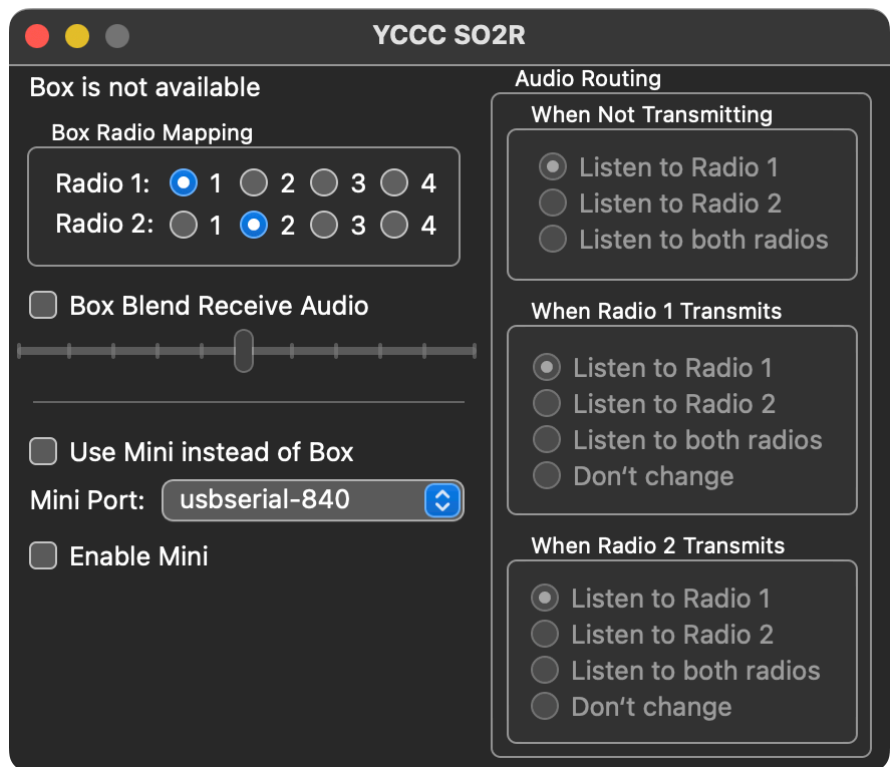 YCCC SO2R
Box is not available
Box Radio Mapping
Radio 1: 1 2 3 4
Radio 2: 1 2 3 4
Box Blend Receive Audio
Use Mini instead of Box
Mini Port: usbserial-840
Enable Mini
Audio Routing
When Not Transmitting
Listen to Radio 1
Listen to Radio 2
Listen to both radios
When Radio 1 Transmits
Listen to Radio 1
Listen to Radio 2
Listen to both radios
Don‘t change
When Radio 2 Transmits
Listen to Radio 1
Listen to Radio 2
Listen to both radios
Don‘t change